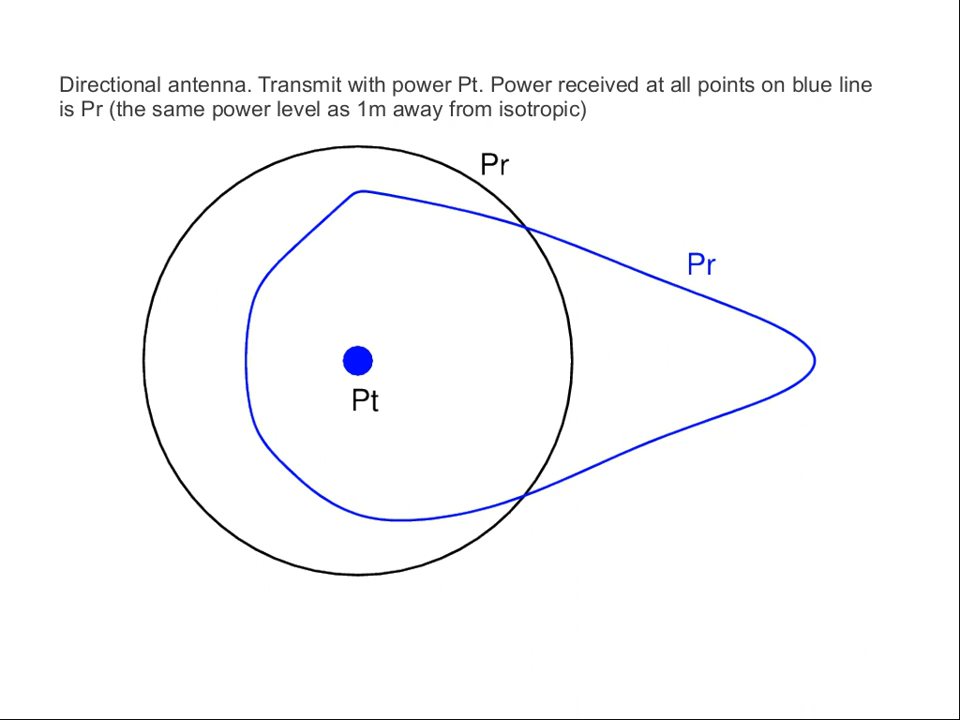 Directional antenna. Transmit with power Pt. Power received at all points on blue line
is Pr (the same power level as 1m away from isotropic)
Pr
Pr
Pt